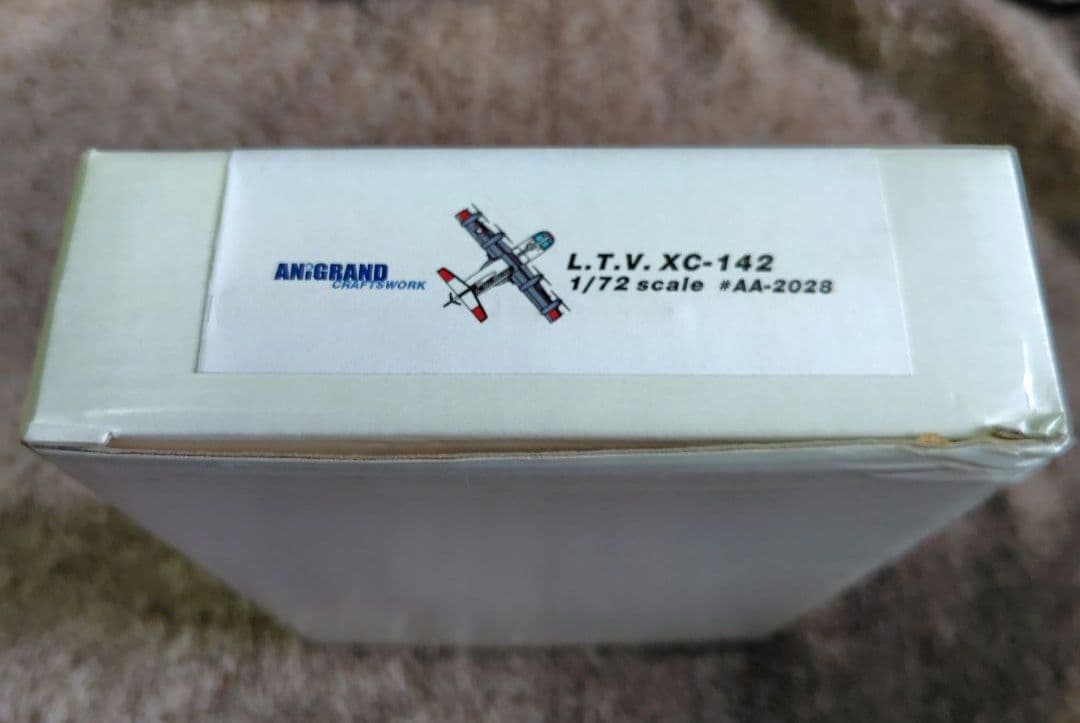 ANiGRAND
CRAFTSWORK
L.T.V. XC-142
1/72 scale #AA-2028